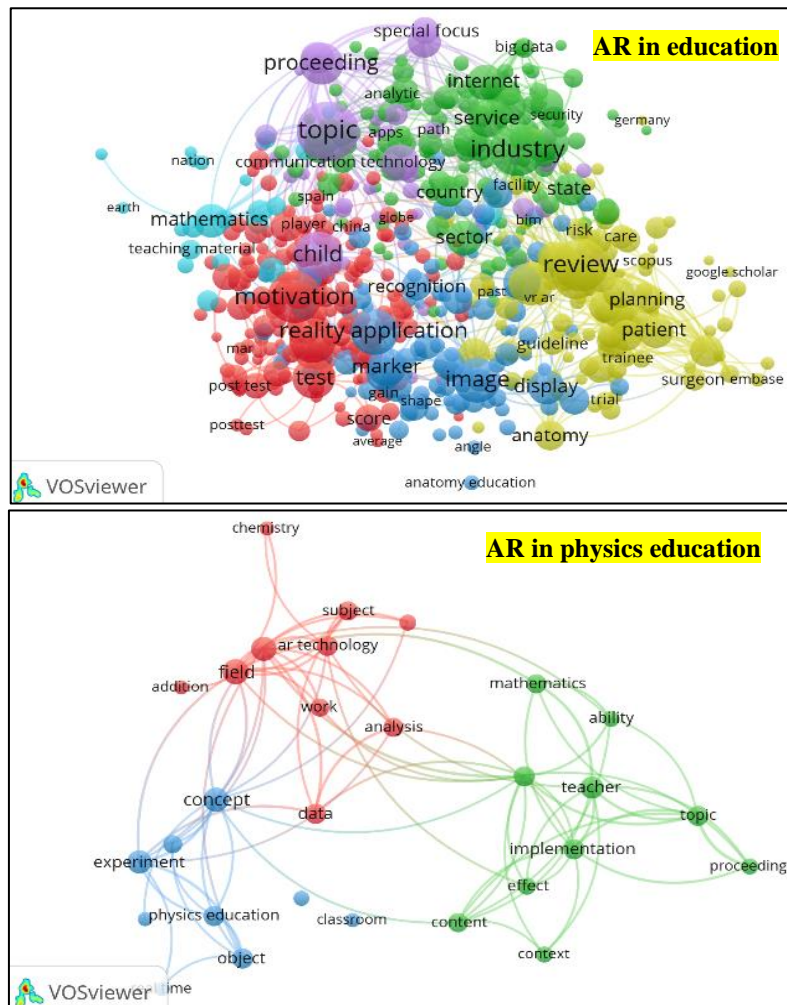 AR in education
special focus
big data
proceeding
internet
analytic
service
security
germany
topic
apps
path
industry
communication technology
nation
country
facility
state
spain
earth
mathematics
player
china
globe
bim
risk
care
teaching material
child
sector
review
scopus
google scholar
recognition
past
vr ar
planning
motivation
reality application
guideline
patient
mar
marker
trainee
post test
test
gain
shape
image
display
surgeon
embase
trial
posttest
score
average
angle
anatomy
anatomy education
VOSviewer
AR in physics education
chemistry
subject
ar technology
field
addition
mathematics
work
analysis
ability
concept
data
teacher
topic
experiment
implementation
proceeding
effect
physics education
classroom
content
object
context
time
VOSviewer